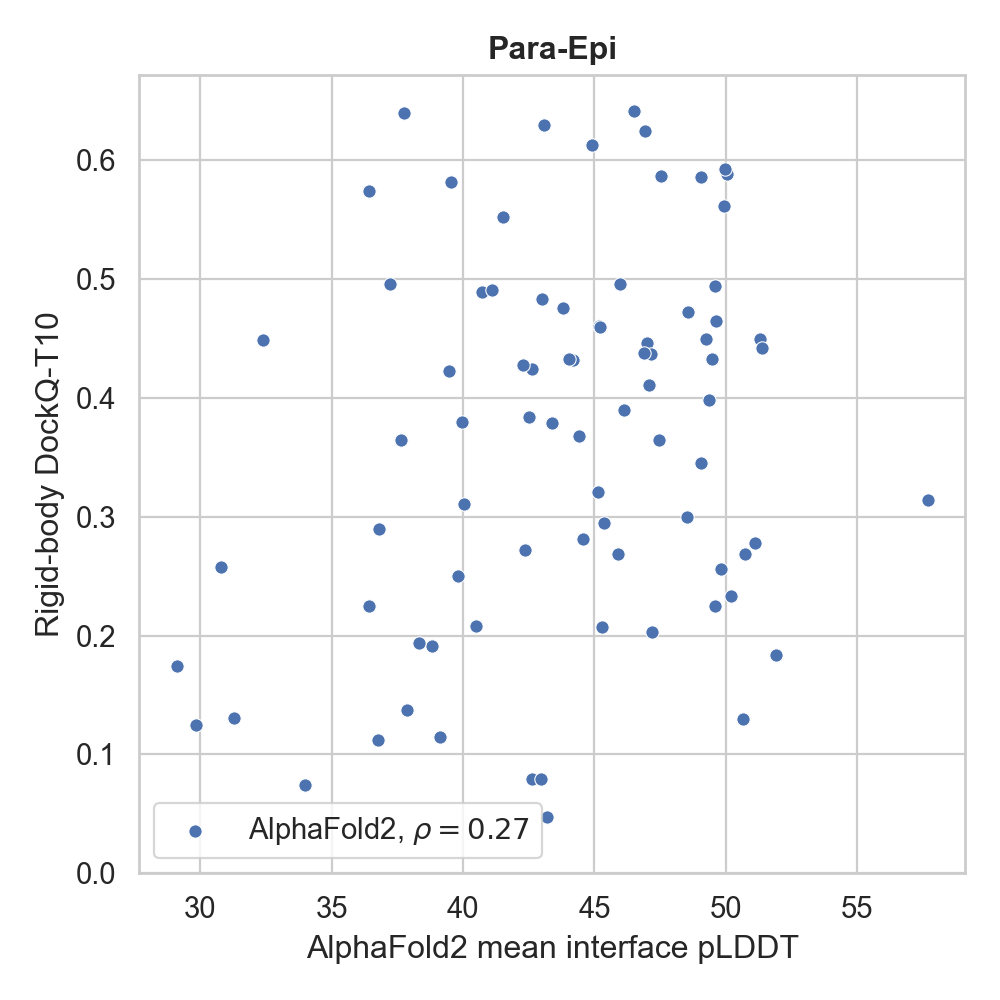 Para-Epi
Rigid-body DockQ-T10
0.6
0.5
0.4
0.3
0.2
0.1
0.0
AlphaFold2, ρ = 0.27
30 35 40 45 50 55
AlphaFold2 mean interface pLDDT